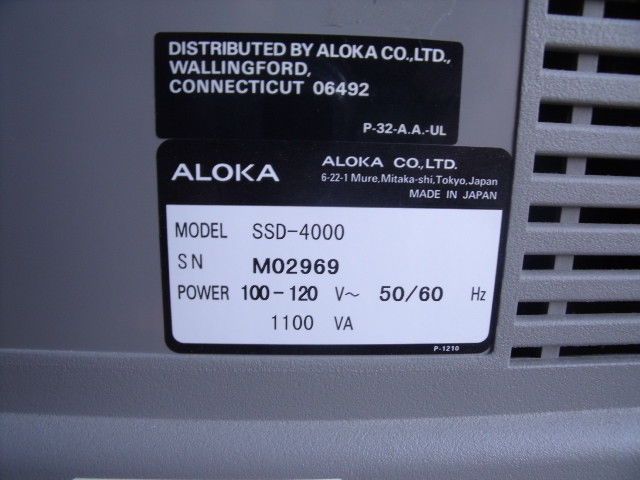 DISTRIBUTED BY ALOKA CO.,LTD.,
WALLINGFORD,
CONNECTICUT 06492
P-32-A.A.-UL
ALOKA
ALOKA CO.,LTD.
6-22-1 Mure,Mitaka-shi,Tokyo,Japan
MADE IN JAPAN
MODEL SSD-4000
SN M02969
POWER 100-120 V~ 50/60 Hz
1100 VA
P-1210